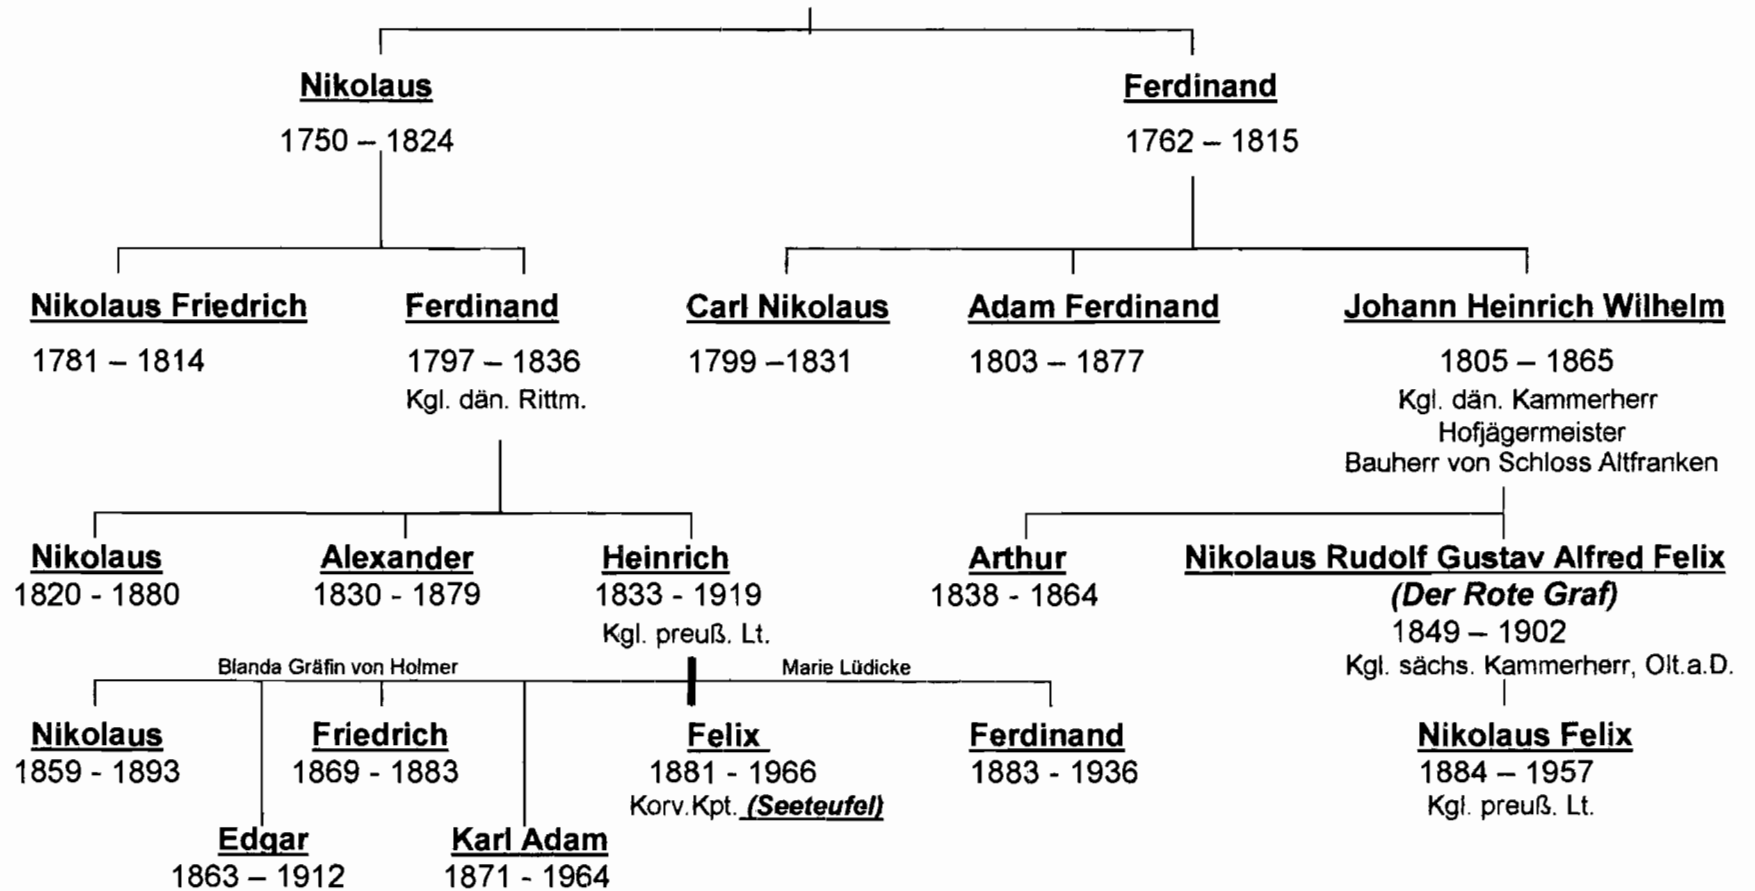 Nikolaus Ferdinand
1750 – 1824 1762 – 1815
Nikolaus Friedrich Ferdinand Carl Nikolaus Adam Ferdinand Johann Heinrich Wilhelm
1781 – 1814 1797 – 1836 1799 –1831 1803 – 1877 1805 – 1865
Kgl. dän. Rittm. Kgl. dän. Kammerherr
Hofjägermeister
Bauherr von Schloss Altfranken
Nikolaus Alexander Heinrich Arthur Nikolaus Rudolf Gustav Alfred Felix
1820 - 1880 1830 - 1879 1833 - 1919 1838 - 1864 (Der Rote Graf)
Kgl. preuß. Lt. 1849 – 1902
Blanda Gräfin von Holmer Marie Lüdicke Kgl. sächs. Kammerherr, Olt.a.D.
Nikolaus Friedrich Felix Ferdinand Nikolaus Felix
1859 - 1893 1869 - 1883 1881 - 1966 1883 - 1936 1884 – 1957
Korv.Kpt. (Seeteufel) Kgl. preuß. Lt.
Edgar Karl Adam
1863 – 1912 1871 - 1964